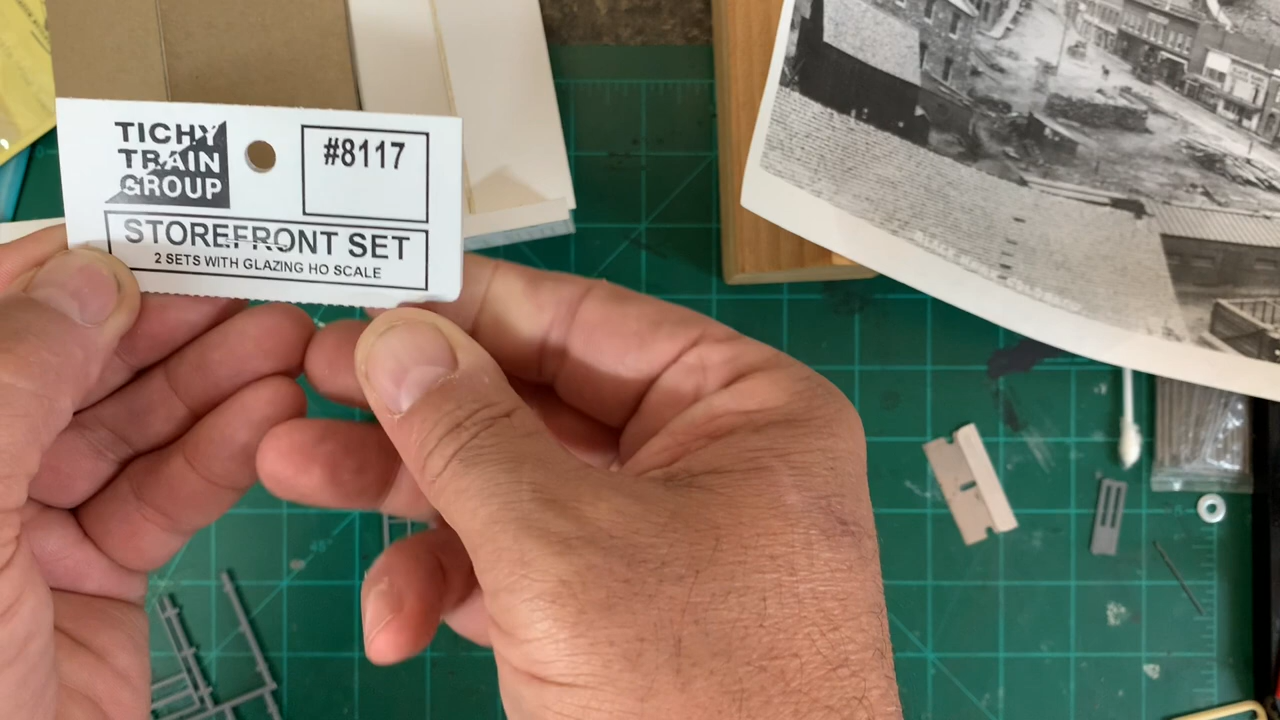 TICHY
TRAIN
GROUP
#8117
STOREFRONT SET
2 SETS WITH GLAZING HO SCALE